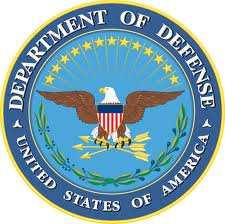 DEPARTMENT OF DEFENSE
UNITED STATES OF AMERICA